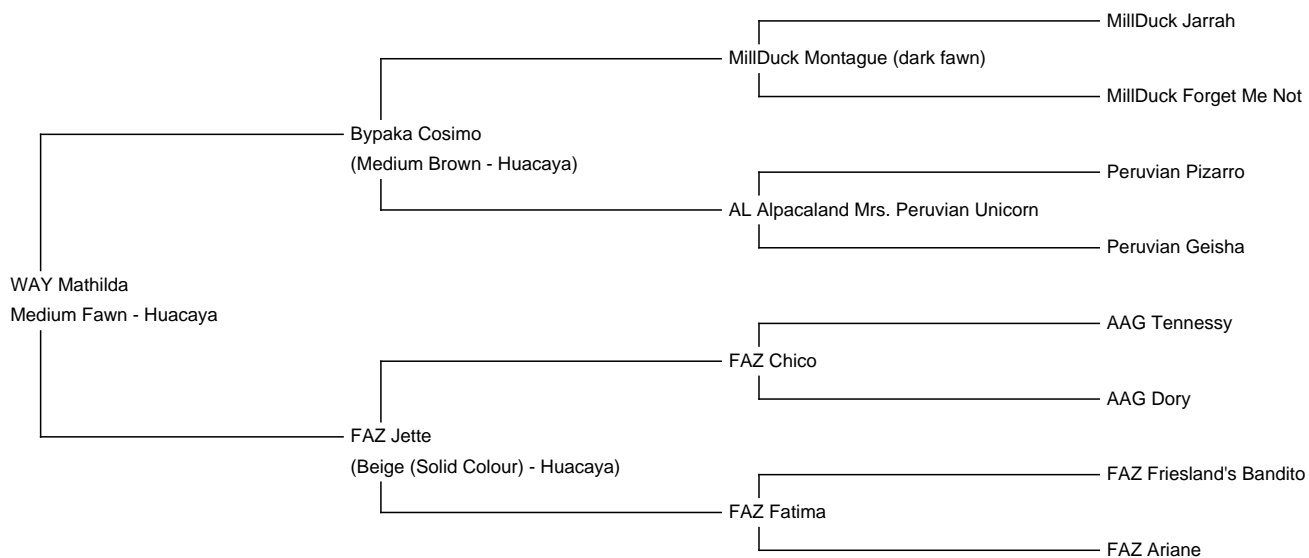 MillDuck Jarrah
MillDuck Montague (dark fawn)
MillDuck Forget Me Not
Bypaka Cosimo
(Medium Brown - Huacaya)
Peruvian Pizarro
AL Alpacaland Mrs. Peruvian Unicorn
Peruvian Geisha
WAY Mathilda
Medium Fawn - Huacaya
AAG Tennessy
FAZ Chico
AAG Dory
FAZ Jette
(Beige (Solid Colour) - Huacaya)
FAZ Friesland's Bandito
FAZ Fatima
FAZ Ariane